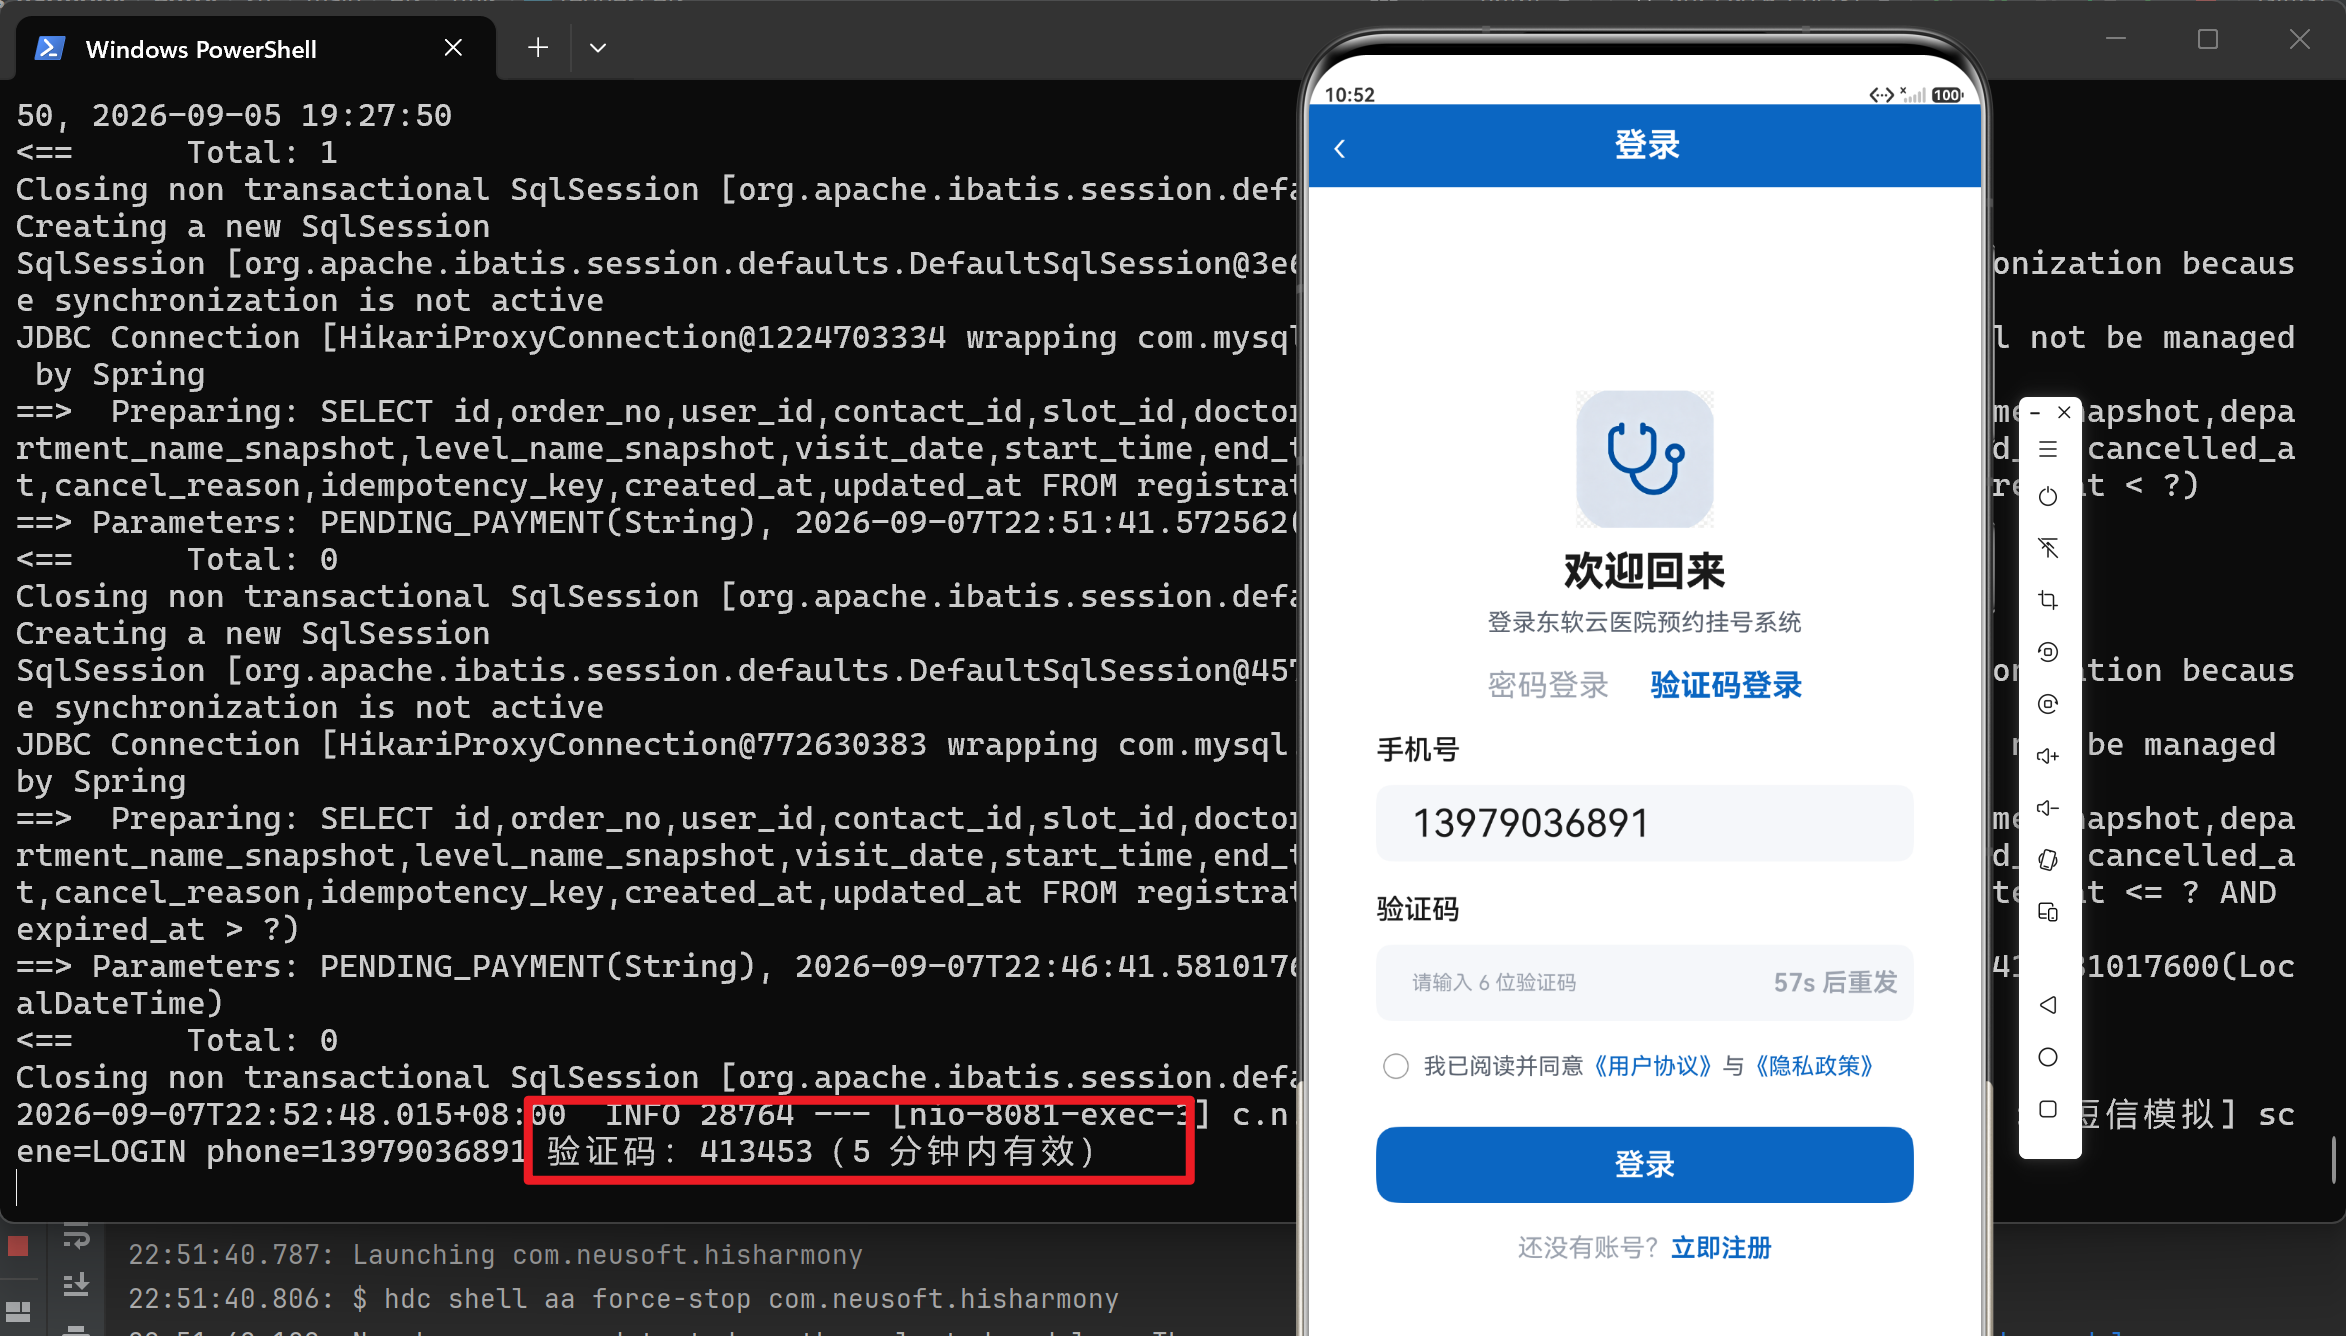 Windows PowerShell
50, 2026-09-05 19:27:50
<==      Total: 1
Closing non transactional SqlSession [org.apache.ibatis.session.defa
Creating a new SqlSession
SqlSession [org.apache.ibatis.session.defaults.DefaultSqlSession@3e6 onization becaus
e synchronization is not active
JDBC Connection [HikariProxyConnection@1224703334 wrapping com.mysql l not be managed
by Spring
==>  Preparing: SELECT id,order_no,user_id,contact_id,slot_id,doctor apshot,depa
rtment_name_snapshot,level_name_snapshot,visit_date,start_time,end_t cancelled_a
t,cancel_reason,idempotency_key,created_at,updated_at FROM registrat t < ?)
==> Parameters: PENDING_PAYMENT(String), 2026-09-07T22:51:41.572562
<==      Total: 0
Closing non transactional SqlSession [org.apache.ibatis.session.defa
Creating a new SqlSession
SqlSession [org.apache.ibatis.session.defaults.DefaultSqlSession@457 tion becaus
e synchronization is not active
JDBC Connection [HikariProxyConnection@772630383 wrapping com.mysql. be managed
by Spring
==>  Preparing: SELECT id,order_no,user_id,contact_id,slot_id,doctor apshot,depa
rtment_name_snapshot,level_name_snapshot,visit_date,start_time,end_t cancelled_a
t,cancel_reason,idempotency_key,created_at,updated_at FROM registrat t <= ? AND
expired_at > ?)
==> Parameters: PENDING_PAYMENT(String), 2026-09-07T22:46:41.5810176 31017600(Loc
alDateTime)
<==      Total: 0
Closing non transactional SqlSession [org.apache.ibatis.session.defa
2026-09-07T22:52:48.015+08:00  INFO 28764 --- [nio-8081-exec-3] c.n. 短信模拟] sc
ene=LOGIN phone=13979036891 验证码：413453（5 分钟内有效）
22:51:40.787: Launching com.neusoft.hisharmony
22:51:40.806: $ hdc shell aa force-stop com.neusoft.hisharmony
10:52
100
登录
欢迎回来
登录东软云医院预约挂号系统
密码登录 验证码登录
手机号
13979036891
验证码
请输入 6 位验证码 57s 后重发
我已阅读并同意《用户协议》与《隐私政策》
登录
还没有账号？立即注册